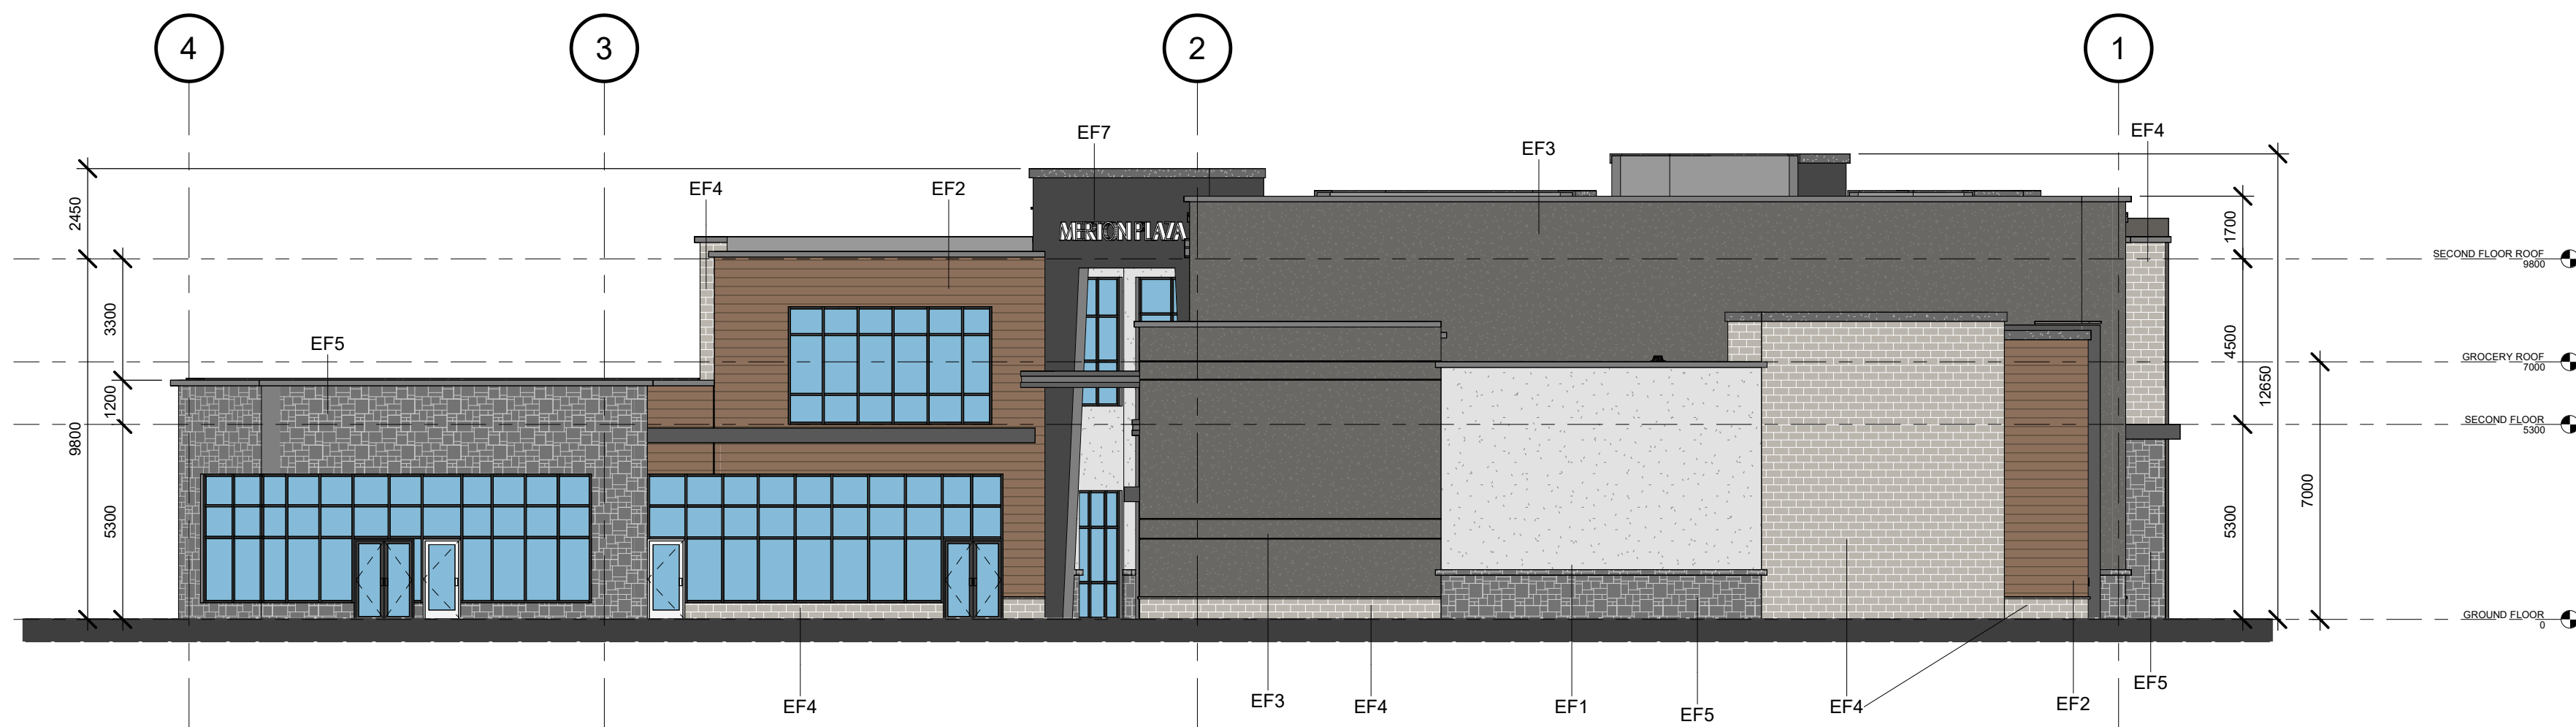 4 3 2 1
EF7
EF4
EF3
EF4 EF2
2450
1700
MERTON PLAZA
SECOND FLOOR ROOF
9800
3300
EF5
4500
GROCERY ROOF
7000
1200
12650
9800
SECOND FLOOR
5300
7000
5300
5300
GROUND FLOOR
0
EF5
EF4 EF3 EF4 EF1 EF5 EF4 EF2